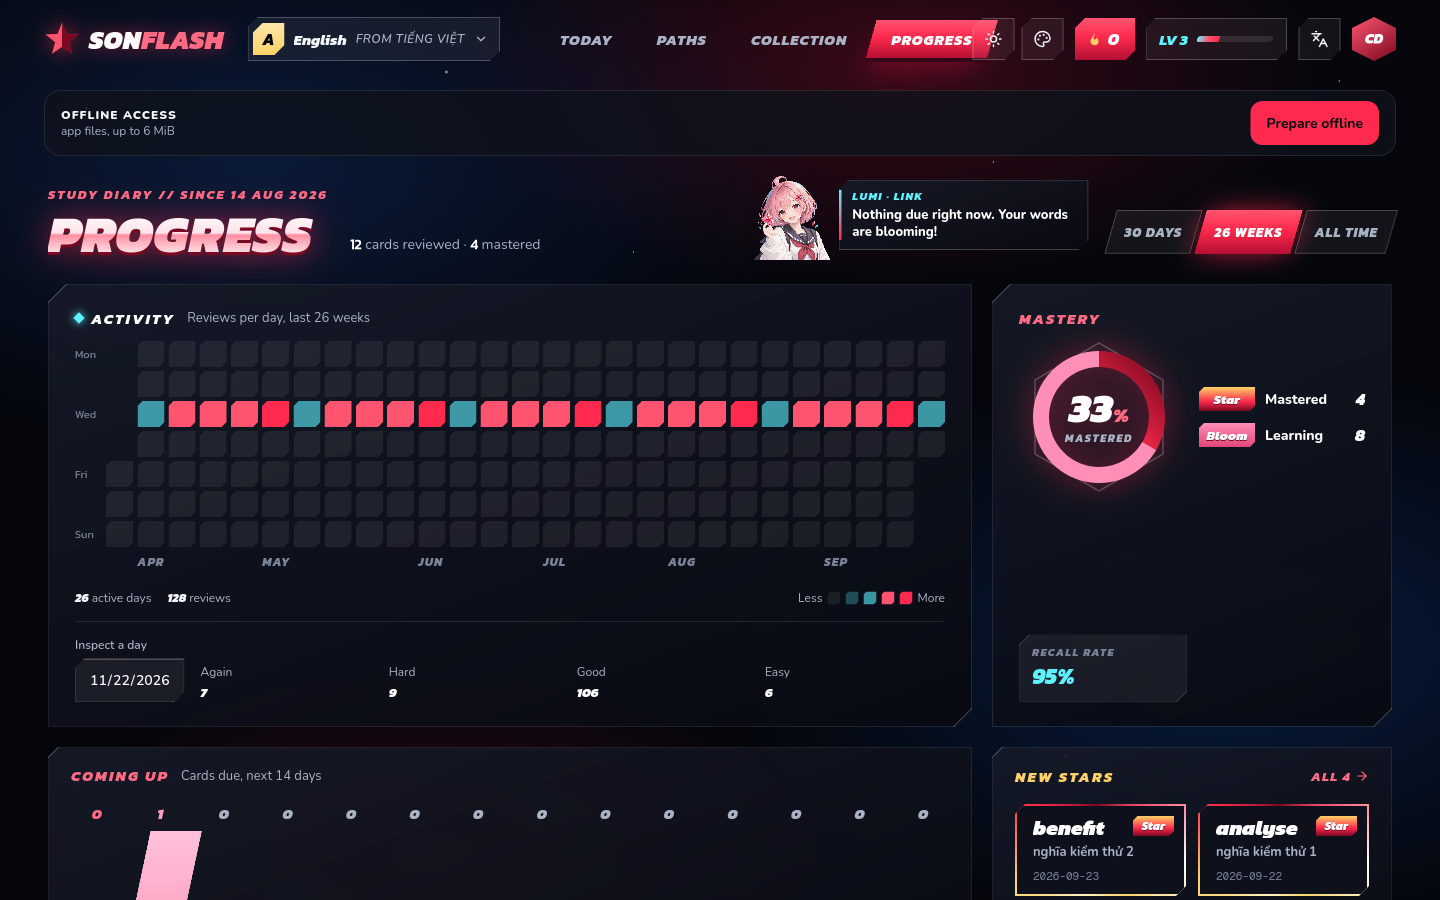 SONFLASH
A English FROM TIẾNG VIỆT
TODAY PATHS COLLECTION PROGRESS
0
LV 3
CD
OFFLINE ACCESS
app files, up to 6 MiB
Prepare offline
STUDY DIARY // SINCE 14 AUG 2026
PROGRESS
12 cards reviewed · 4 mastered
LUMI · LINK
Nothing due right now. Your words
are blooming!
30 DAYS 26 WEEKS ALL TIME
ACTIVITY Reviews per day, last 26 weeks
Mon
Wed
Fri
Sun
APR MAY JUN JUL AUG SEP
26 active days 128 reviews
Less More
Inspect a day
11/22/2026
Again
7
Hard
9
Good
106
Easy
6
MASTERY
33%
MASTERED
Star Mastered 4
Bloom Learning 8
RECALL RATE
95%
COMING UP Cards due, next 14 days
0 1 0 0 0 0 0 0 0 0 0 0 0 0
NEW STARS ALL 4 →
benefit Star
nghĩa kiểm thử 2
2026-09-23
analyse Star
nghĩa kiểm thử 1
2026-09-22